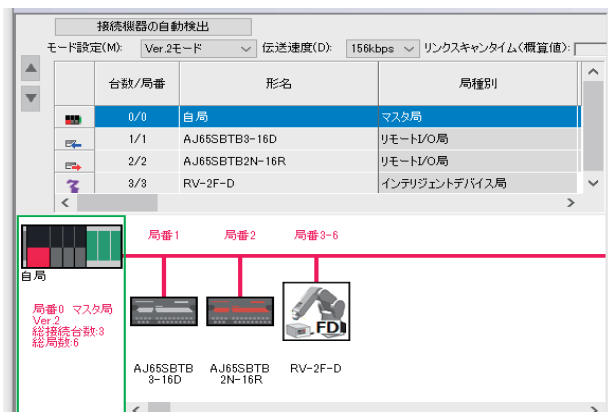 接続機器の自動検出
モード設定(M): Ver.2モード 伝送速度(D): 156kbps リンクスキャンタイム(概算値):
台数/局番 形名 局種別
0/0 自局 マスタ局
1/1 AJ65SBTB3-16D リモートI/O局
2/2 AJ65SBTB2N-16R リモートI/O局
3/3 RV-2F-D インテリジェントデバイス局
局番1 局番2 局番3-6
自局
局番0 マスタ局
Ver.2
総接続台数:3
総局数:6
FDI
AJ65SBTB
3-16D
AJ65SBTB
2N-16R
RV-2F-D